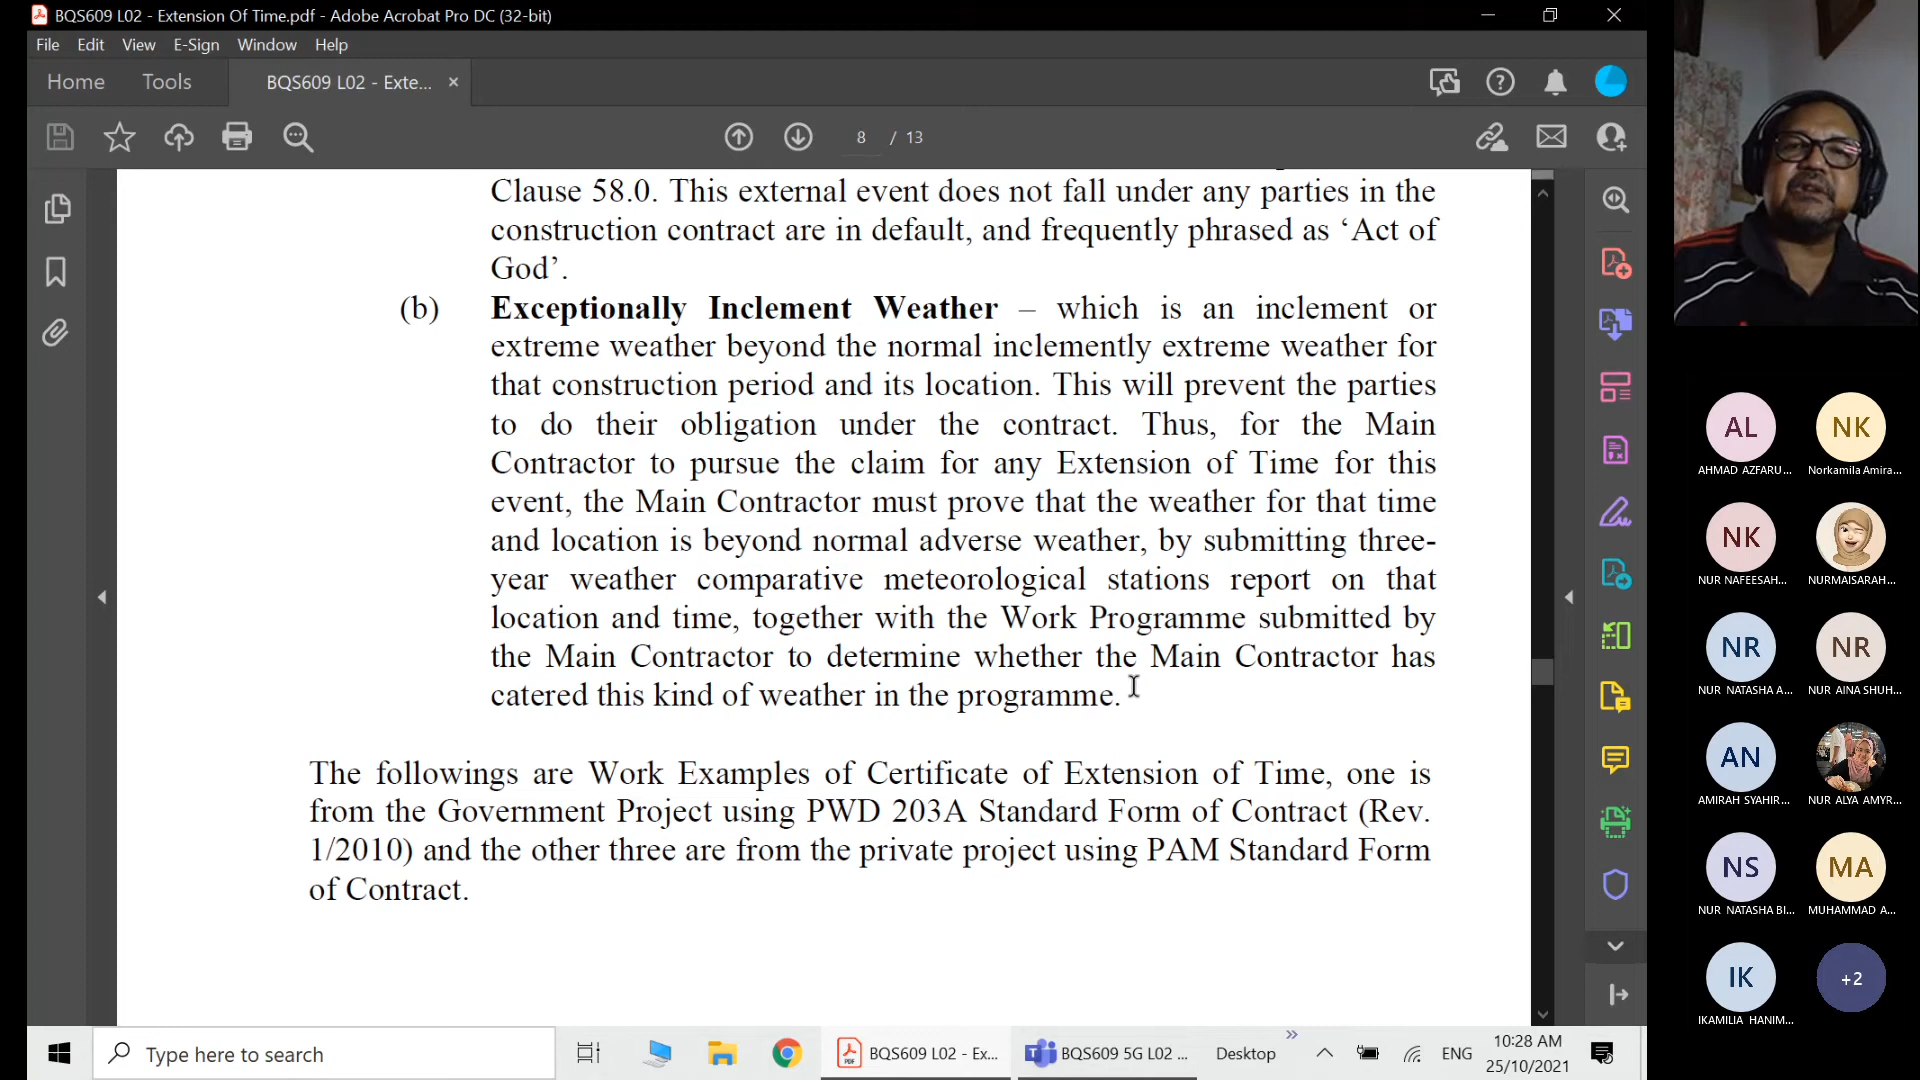 BQS609 L02 - Extension Of Time.pdf - Adobe Acrobat Pro DC (32-bit)
File Edit View E-Sign Window Help
Home Tools BQS609 L02 - Exte... ×
8 / 13
Clause 58.0. This external event does not fall under any parties in the
construction contract are in default, and frequently phrased as ‘Act of
God’.
(b) Exceptionally Inclement Weather – which is an inclement or
extreme weather beyond the normal inclemently extreme weather for
that construction period and its location. This will prevent the parties
to do their obligation under the contract. Thus, for the Main
Contractor to pursue the claim for any Extension of Time for this
event, the Main Contractor must prove that the weather for that time
and location is beyond normal adverse weather, by submitting three-
year weather comparative meteorological stations report on that
location and time, together with the Work Programme submitted by
the Main Contractor to determine whether the Main Contractor has
catered this kind of weather in the programme.
The followings are Work Examples of Certificate of Extension of Time, one is
from the Government Project using PWD 203A Standard Form of Contract (Rev.
1/2010) and the other three are from the private project using PAM Standard Form
of Contract.
AL NK
AHMAD AZFARU... Norkamila Amira...
NK
NUR NAFEESAH... NURMAISARAH...
NR NR
NUR NATASHA A... NUR AINA SHUH...
AN
AMIRAH SYAHIR... NUR ALYA AMYR...
NS MA
NUR NATASHA BI... MUHAMMAD A...
IK +2
IKAMILIA HANIM...
Type here to search
BQS609 L02 - Ex...
BQS609 5G L02 ...
Desktop
ENG
10:28 AM
25/10/2021